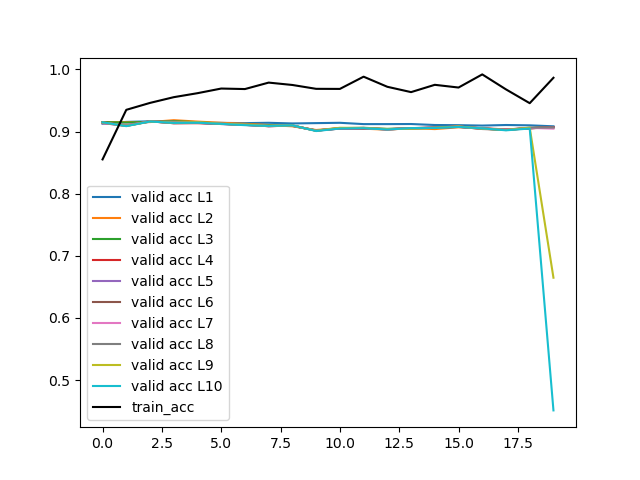 1.0
0.9
0.8
0.7
0.6
0.5
valid acc L1
valid acc L2
valid acc L3
valid acc L4
valid acc L5
valid acc L6
valid acc L7
valid acc L8
valid acc L9
valid acc L10
train_acc
0.0 2.5 5.0 7.5 10.0 12.5 15.0 17.5